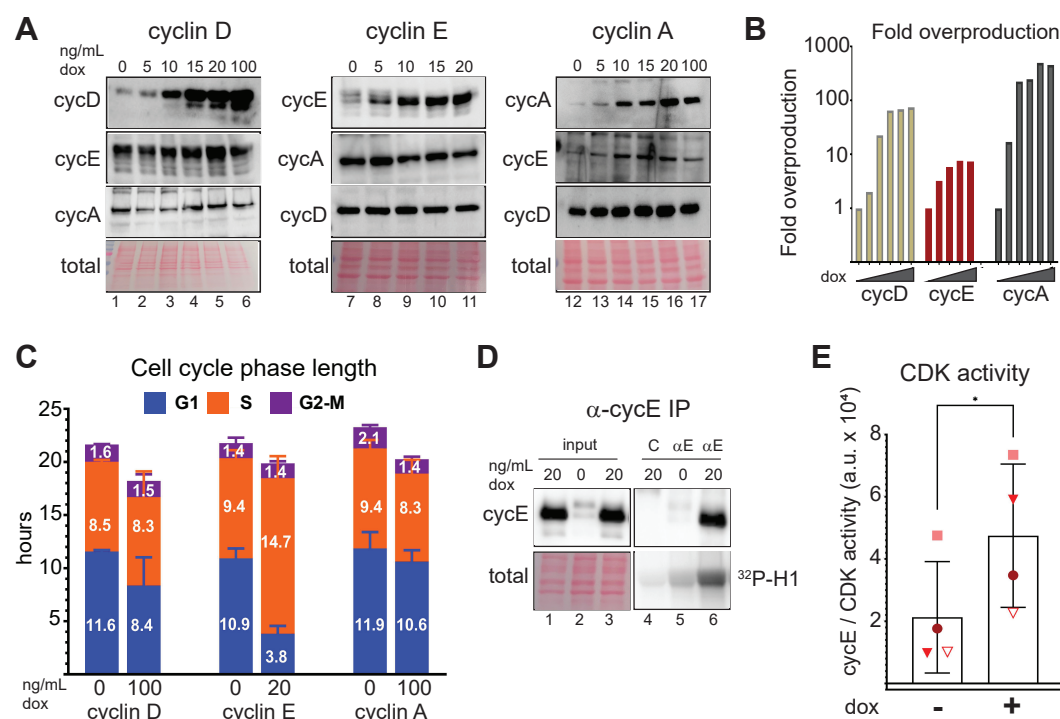 A
cyclin D
cyclin E
cyclin A
ng/mL
dox
0 5 10 15 20 100
0 5 10 15 20
0 5 10 15 20 100
cycD
cycE
cycA
cycE
cycA
cycE
cycA
cycD
cycD
total
total
total
1 2 3 4 5 6
7 8 9 10 11
12 13 14 15 16 17
B
Fold overproduction
Fold overproduction
1000
100
10
1
dox
cycD cycE cycA
C
Cell cycle phase length
G1 S G2-M
hours
25
20
15
10
5
1.6
8.5
11.6
1.5
8.3
8.4
1.4
9.4
10.9
1.4
14.7
3.8
2.1
9.4
11.9
1.4
8.3
10.6
ng/mL
dox
0 100 0 20 0 100
cyclin D cyclin E cyclin A
D
α-cycE IP
input C αE αE
ng/mL
dox
20 0 20 20 0 20
cycE
total
32P-H1
1 2 3 4 5 6
E
CDK activity
*
cycE / CDK activity (a.u. x 10⁴)
8
6
4
2
dox - +